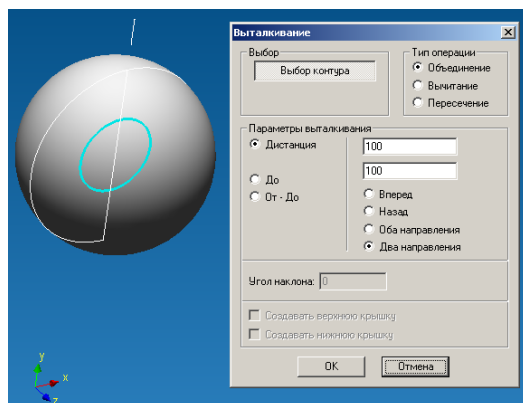 Выталкивание
Выбор
Выбор контура
Тип операции
Объединение
Вычитание
Пересечение
Параметры выталкивания
Дистанция
100
100
До
От - До
Вперед
Назад
Оба направления
Два направления
Угол наклона: 0
Создавать верхнюю крышку
Создавать нижнюю крышку
OK
Отмена
y
x
z